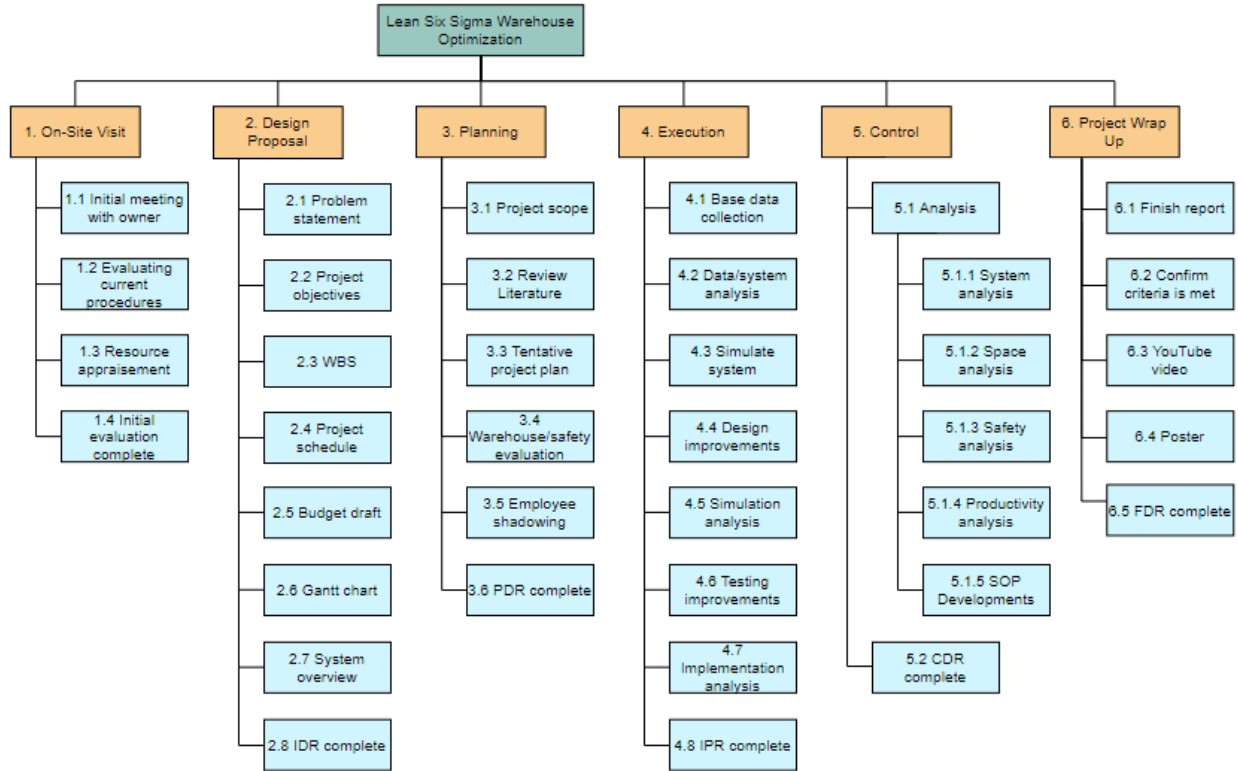 Lean Six Sigma Warehouse
Optimization
1. On-Site Visit
2. Design
Proposal
3. Planning
4. Execution
5. Control
6. Project Wrap
Up
1.1 Initial meeting
with owner
1.2 Evaluating
current
procedures
1.3 Resource
appraisement
1.4 Initial
evaluation
complete
2.1 Problem
statement
2.2 Project
objectives
2.3 WBS
2.4 Project
schedule
2.5 Budget draft
2.6 Gantt chart
2.7 System
overview
2.8 IDR complete
3.1 Project scope
3.2 Review
Literature
3.3 Tentative
project plan
3.4
Warehouse/safety
evaluation
3.5 Employee
shadowing
3.6 PDR complete
4.1 Base data
collection
4.2 Data/system
analysis
4.3 Simulate
system
4.4 Design
improvements
4.5 Simulation
analysis
4.6 Testing
improvements
4.7
Implementation
analysis
4.8 IPR complete
5.1 Analysis
5.1.1 System
analysis
5.1.2 Space
analysis
5.1.3 Safety
analysis
5.1.4 Productivity
analysis
5.1.5 SOP
Developments
5.2 CDR
complete
6.1 Finish report
6.2 Confirm
criteria is met
6.3 YouTube
video
6.4 Poster
6.5 FDR complete